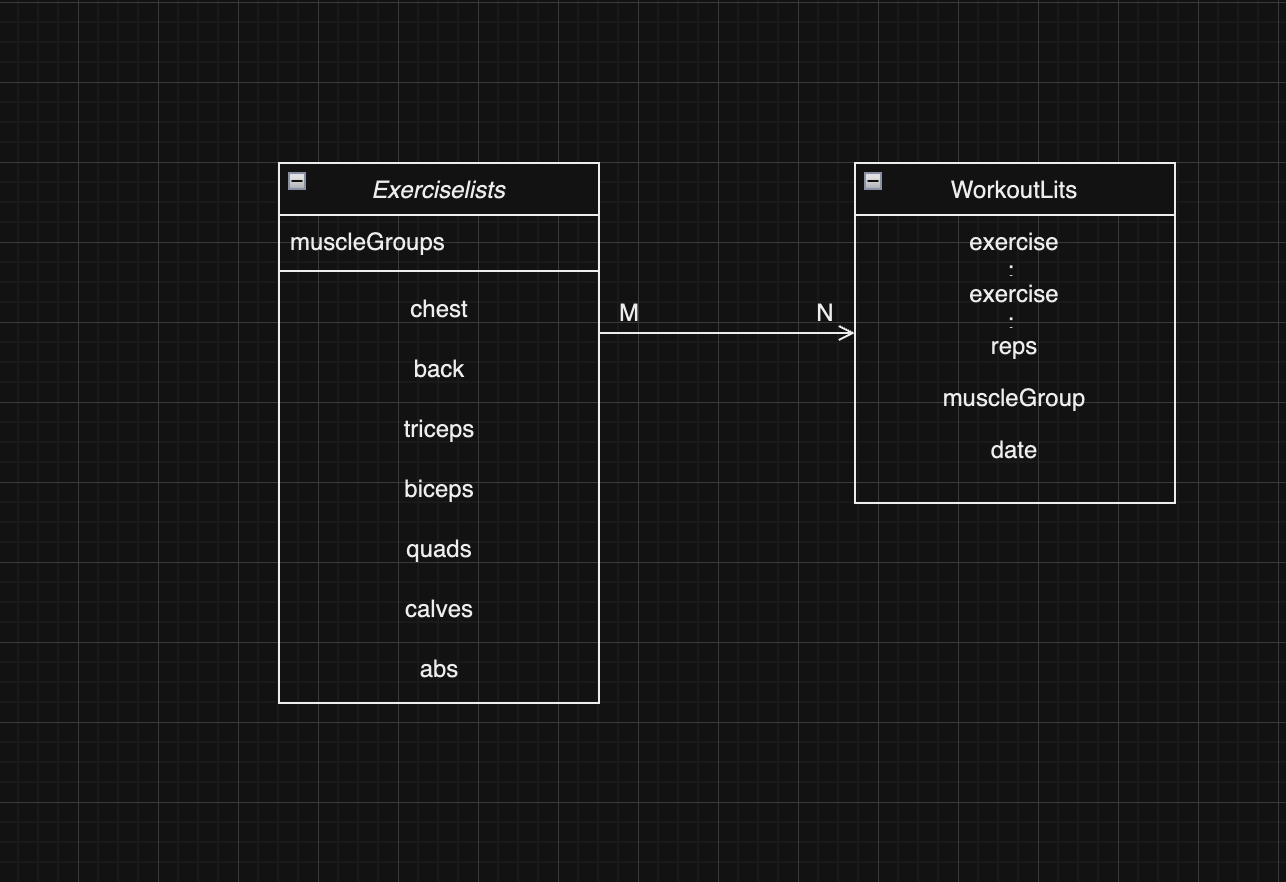 Exerciselists
muscleGroups
chest
back
triceps
biceps
quads
calves
abs
M
N
WorkoutLits
exercise
:
exercise
:
reps
muscleGroup
date